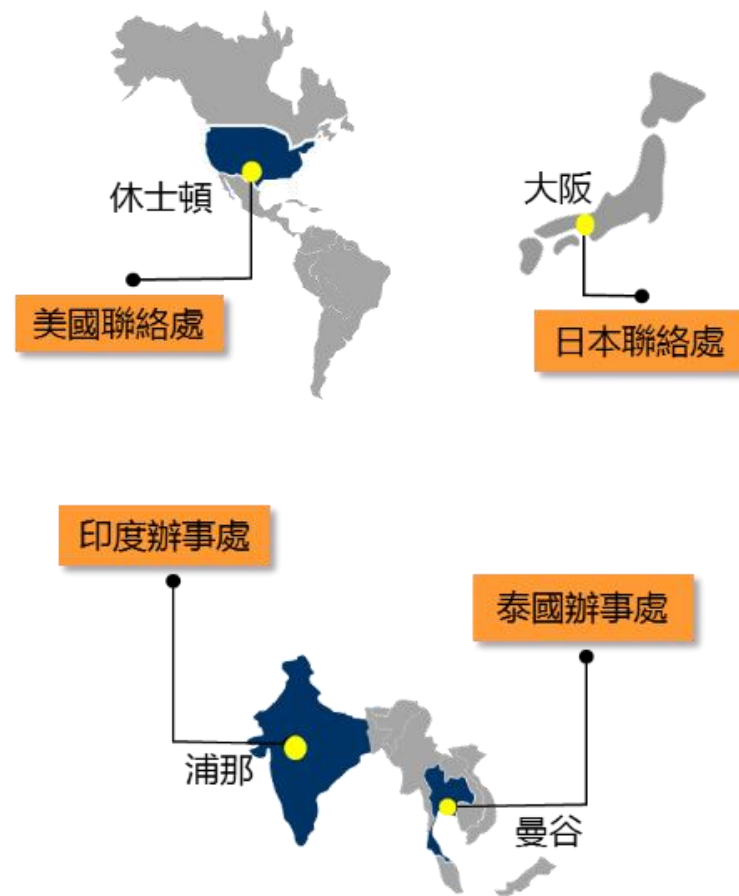 休士頓
美國聯絡處
大阪
日本聯絡處
印度辦事處
泰國辦事處
浦那
曼谷